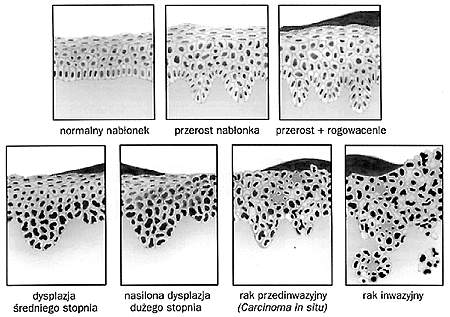 normalny nabłonek
przerost nabłonka
przerost + rogowacenie
dysplazja
średniego stopnia
nasilona dysplazja
dużego stopnia
rak przedinwazyjny
(Carcinoma in situ)
rak inwazyjny